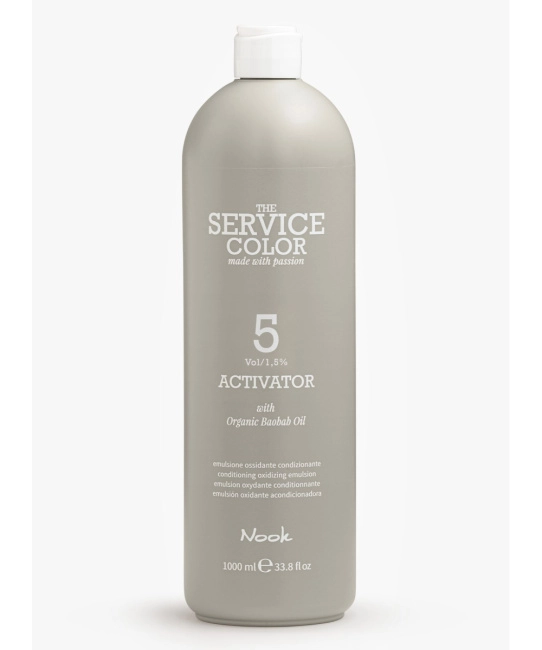 THE
SERVICE
COLOR
made with passion
5
Vol/1,5%
ACTIVATOR
with
Organic Baobab Oil
emulsione ossidante condizionante
conditioning oxidizing emulsion
emulsion oxydante conditionnante
emulsión oxidante acondicionadora
Nook
1000 ml ℮ 33.8 fl oz